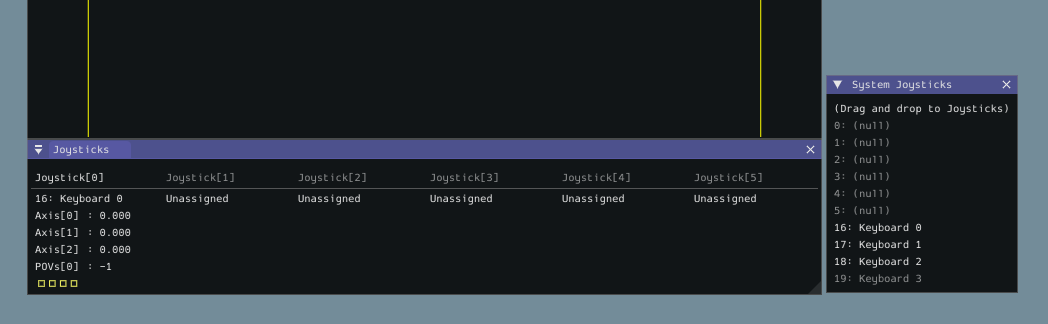 Joysticks
Joystick[0] Joystick[1] Joystick[2] Joystick[3] Joystick[4] Joystick[5]
16: Keyboard 0 Unassigned Unassigned Unassigned Unassigned Unassigned
Axis[0] : 0.000
Axis[1] : 0.000
Axis[2] : 0.000
POVs[0] : -1
System Joysticks
(Drag and drop to Joysticks)
0: (null)
1: (null)
2: (null)
3: (null)
4: (null)
5: (null)
16: Keyboard 0
17: Keyboard 1
18: Keyboard 2
19: Keyboard 3